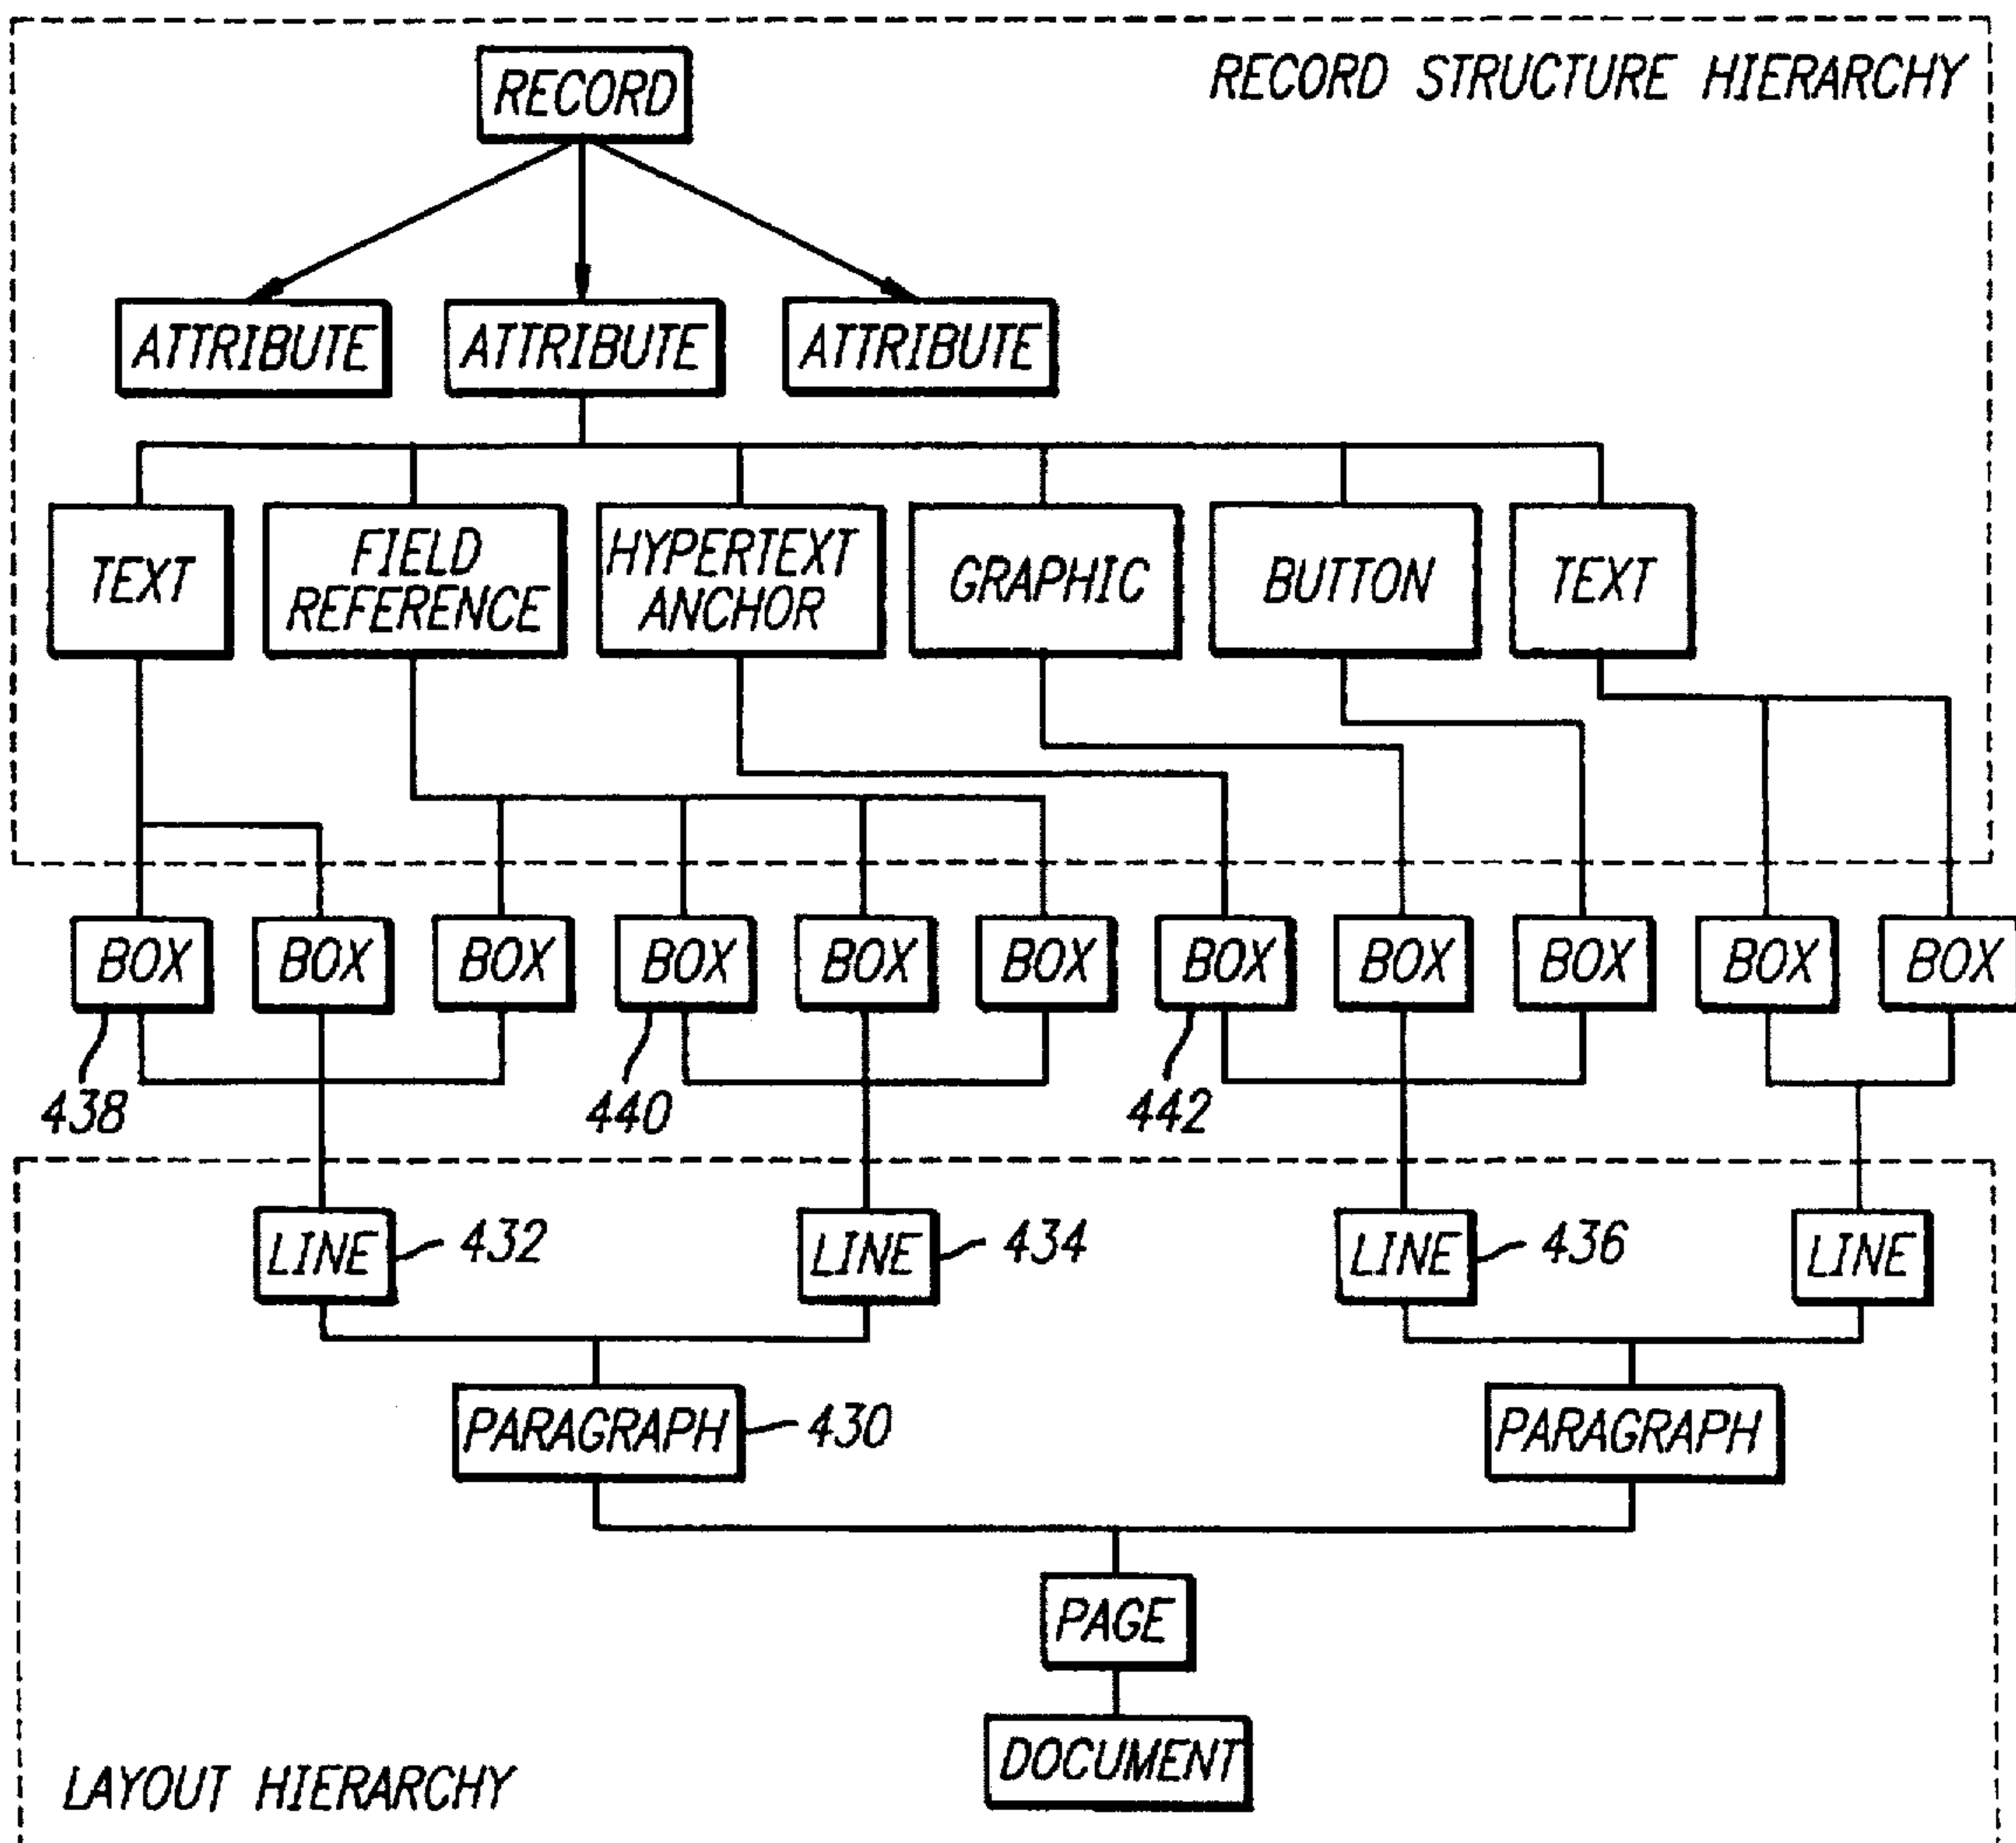 RECORD
RECORD STRUCTURE HIERARCHY
ATTRIBUTE
ATTRIBUTE
ATTRIBUTE
TEXT
FIELD
REFERENCE
HYPERTEXT
ANCHOR
GRAPHIC
BUTTON
TEXT
BOX
BOX
BOX
BOX
BOX
BOX
BOX
BOX
BOX
BOX
BOX
438
440
442
LINE
432
LINE
434
LINE
436
LINE
PARAGRAPH
430
PARAGRAPH
PAGE
DOCUMENT
LAYOUT HIERARCHY